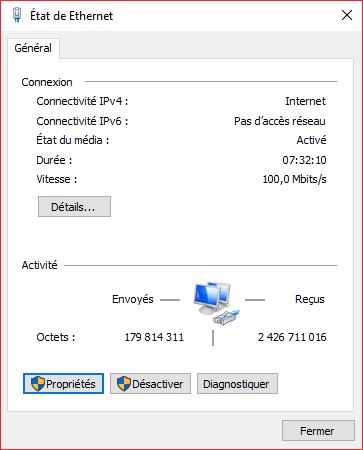 État de Ethernet
Général
Connexion
Connectivité IPv4 : Internet
Connectivité IPv6 : Pas d'accès réseau
État du média : Activé
Durée : 07:32:10
Vitesse : 100,0 Mbits/s
Détails...
Activité
Envoyés Reçus
Octets : 179 814 311 2 426 711 016
Propriétés Désactiver Diagnostiquer
Fermer